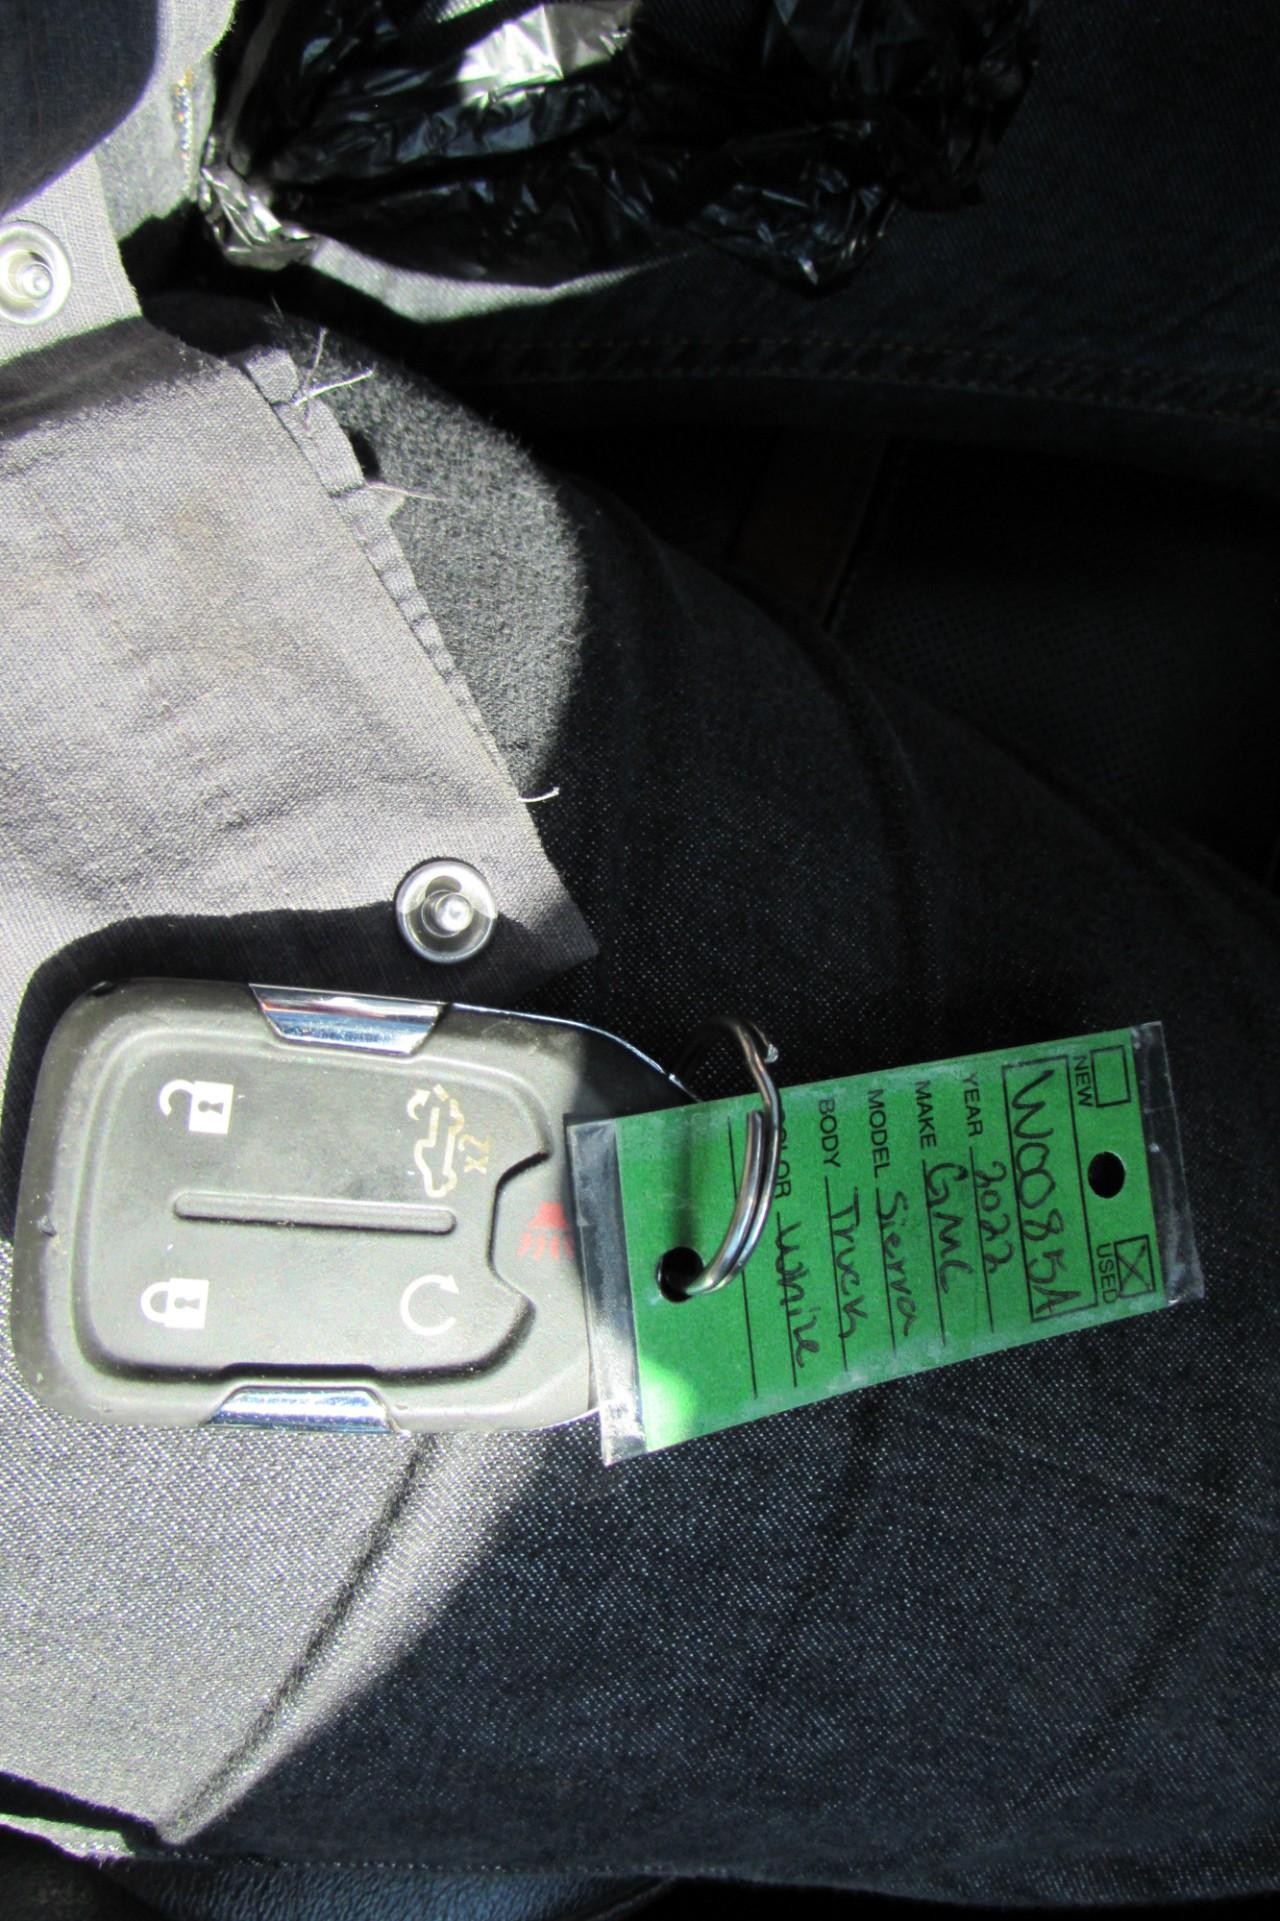 NEW USED
W0085A
YEAR 2022
MAKE GMC
MODEL Sierra
BODY Truck
COLOR White
2X